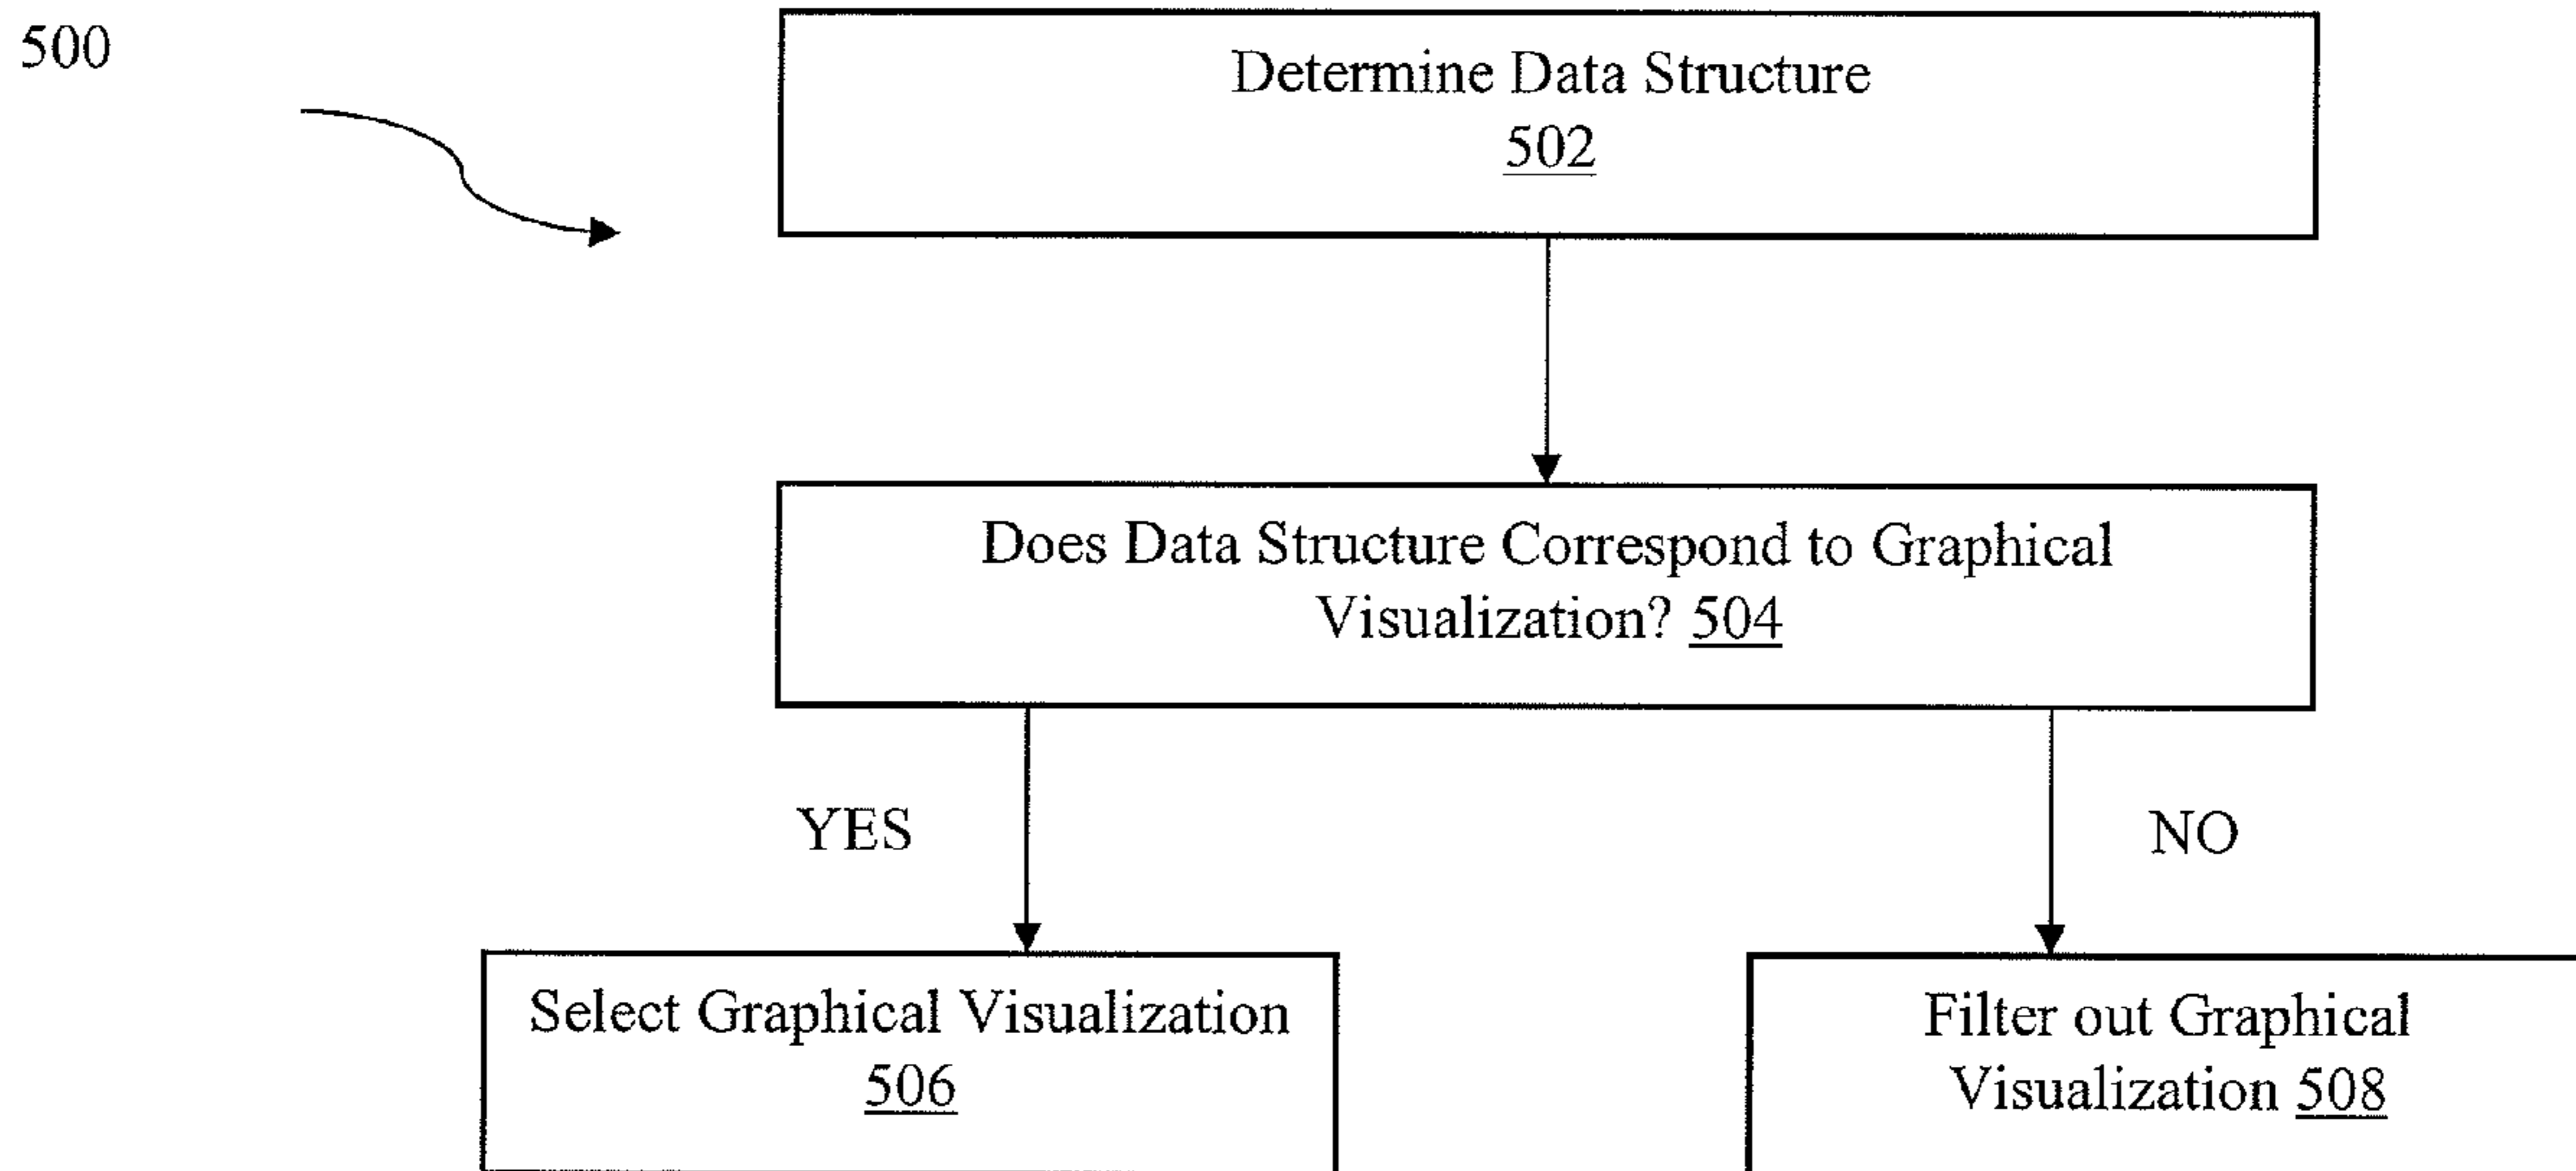 500
Determine Data Structure
502
Does Data Structure Correspond to Graphical
Visualization? 504
YES
NO
Select Graphical Visualization
506
Filter out Graphical
Visualization 508